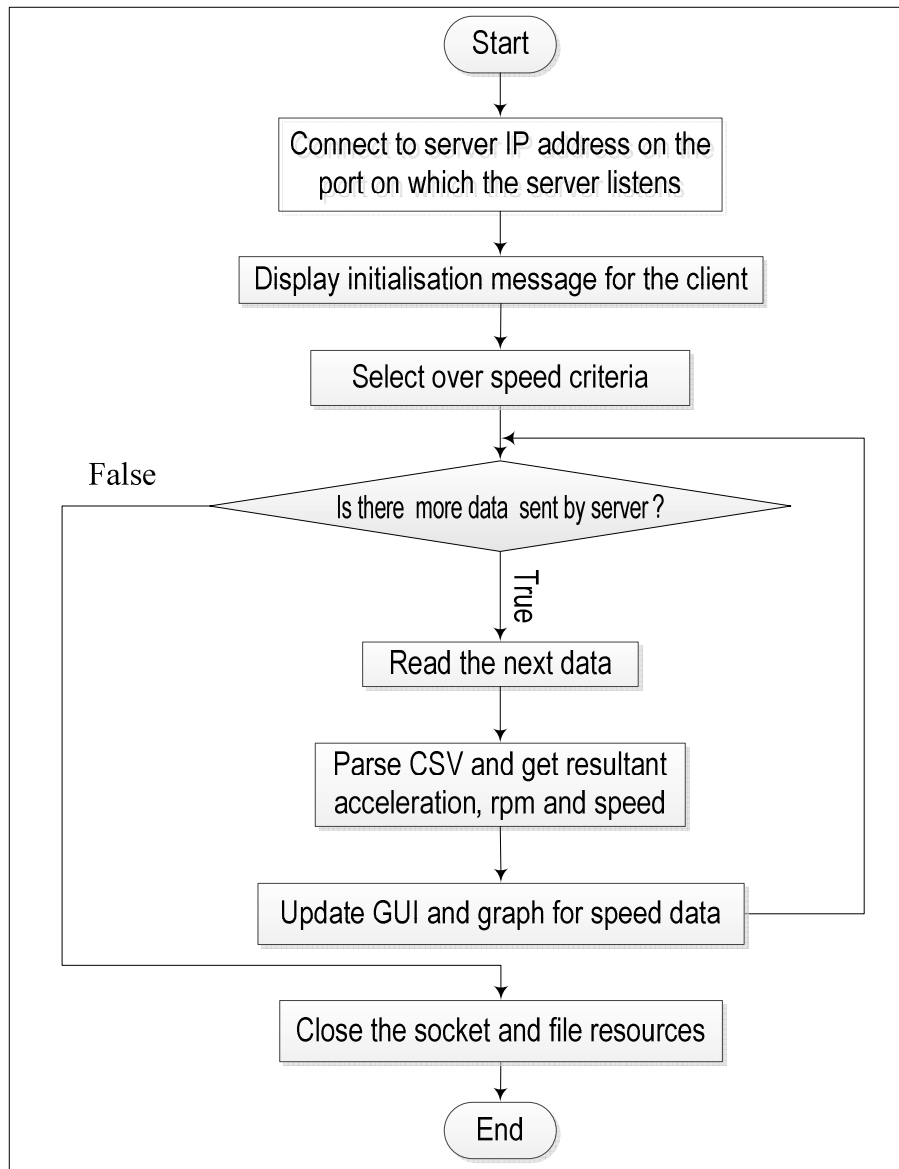 Start
Connect to server IP address on the
port on which the server listens
Display initialisation message for the client
Select over speed criteria
False
Is there more data sent by server ?
True
Read the next data
Parse CSV and get resultant
acceleration, rpm and speed
Update GUI and graph for speed data
Close the socket and file resources
End